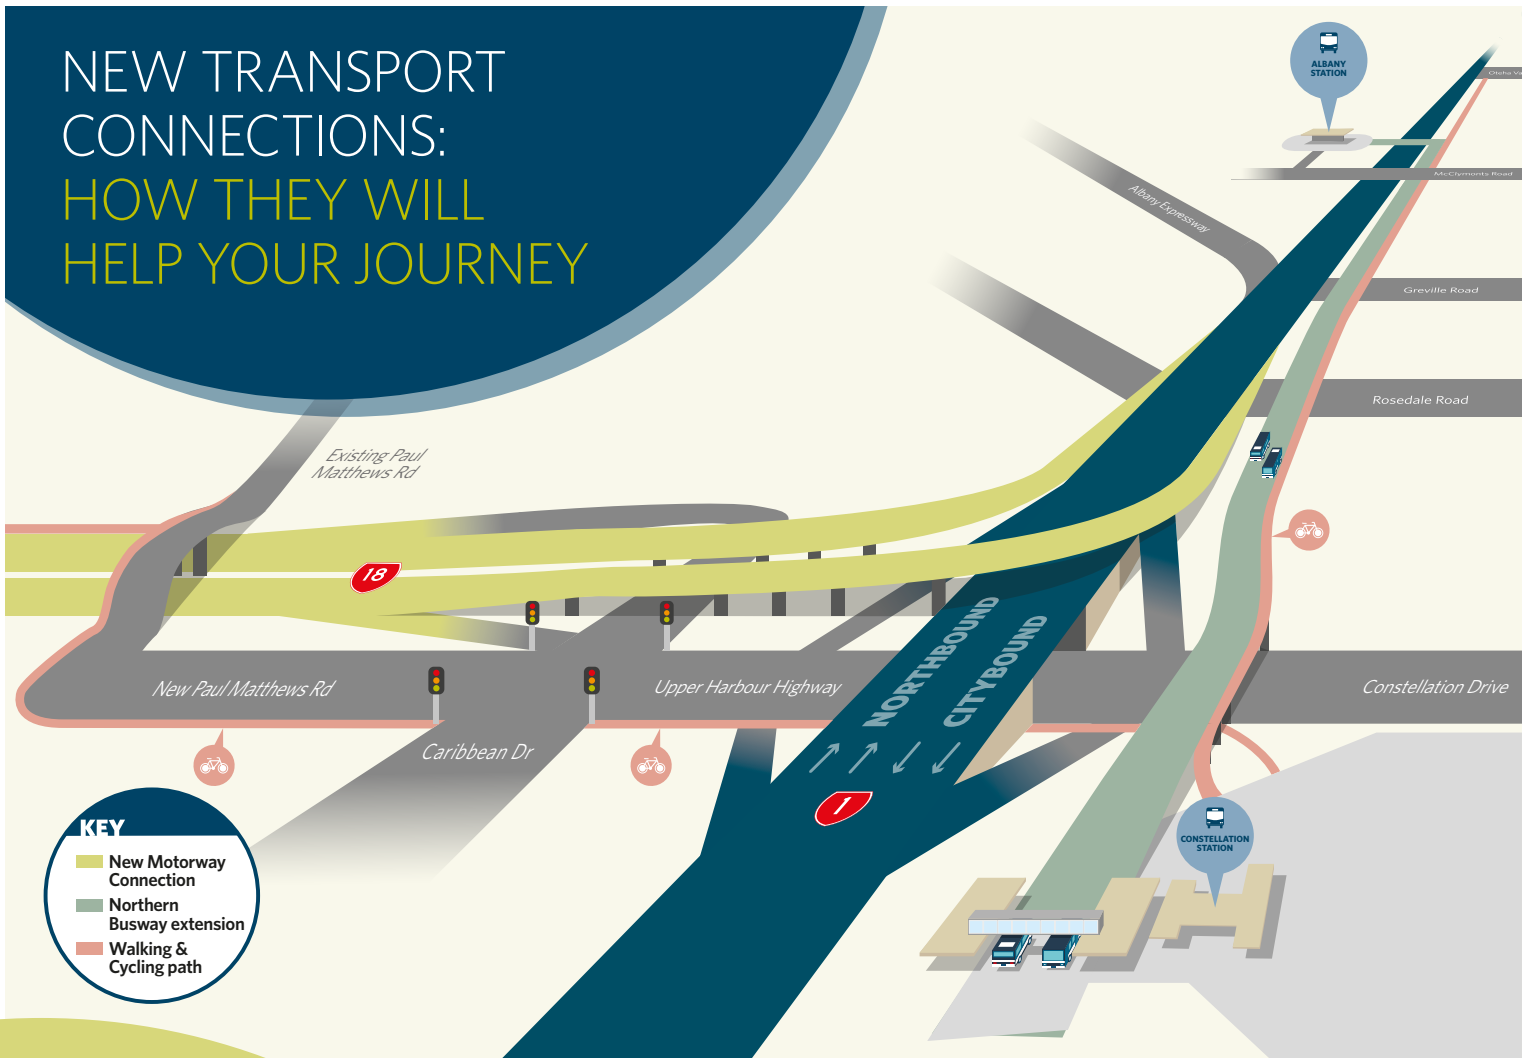 NEW TRANSPORT
CONNECTIONS:
HOW THEY WILL
HELP YOUR JOURNEY
ALBANY
STATION
McClymonts Road
Albany Expressway
Greville Road
Rosedale Road
Existing Paul
Matthews Rd
18
New Paul Matthews Rd
Upper Harbour Highway
NORTHBOUND
CITYBOUND
Constellation Drive
Caribbean Dr
1
CONSTELLATION
STATION
KEY
New Motorway
Connection
Northern
Busway extension
Walking &
Cycling path